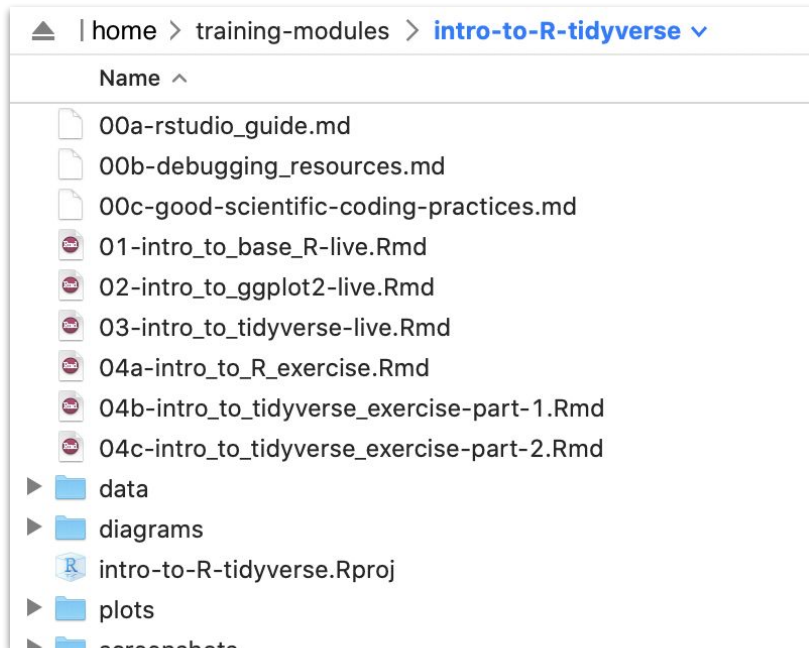 home > training-modules > intro-to-R-tidyverse
Name
00a-rstudio_guide.md
00b-debugging_resources.md
00c-good-scientific-coding-practices.md
01-intro_to_base_R-live.Rmd
02-intro_to_ggplot2-live.Rmd
03-intro_to_tidyverse-live.Rmd
04a-intro_to_R_exercise.Rmd
04b-intro_to_tidyverse_exercise-part-1.Rmd
04c-intro_to_tidyverse_exercise-part-2.Rmd
data
diagrams
intro-to-R-tidyverse.Rproj
plots
screenshots